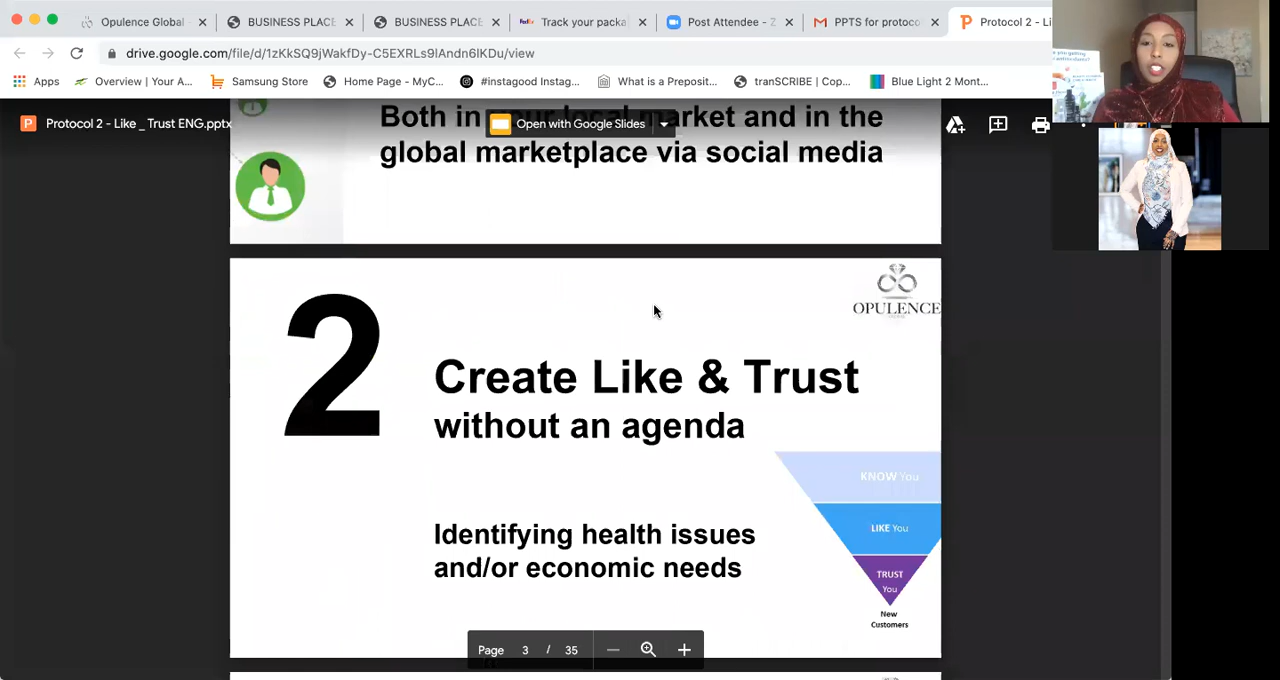 Opulence Global -
BUSINESS PLACE
BUSINESS PLACE
FedEx
Track your packa
Post Attendee - Z
PPTS for protoco
Protocol 2 - Li
drive.google.com/file/d/1zKkSQ9jWakfDv-C5EXRLs9lAndn6lKDu/view
Apps
Overview | Your A...
Samsung Store
Home Page - MyC...
#instagood Instag...
What is a Preposit...
tranSCRIBE | Cop...
Blue Light 2 Mont...
Protocol 2 - Like _ Trust ENG.pptx
Open with Google Slides
Both in your local market and in the
global marketplace via social media
OPULENCE
2
Create Like & Trust
without an agenda
Identifying health issues
and/or economic needs
KNOW You
LIKE You
TRUST
You
New
Customers
Page 3 / 35